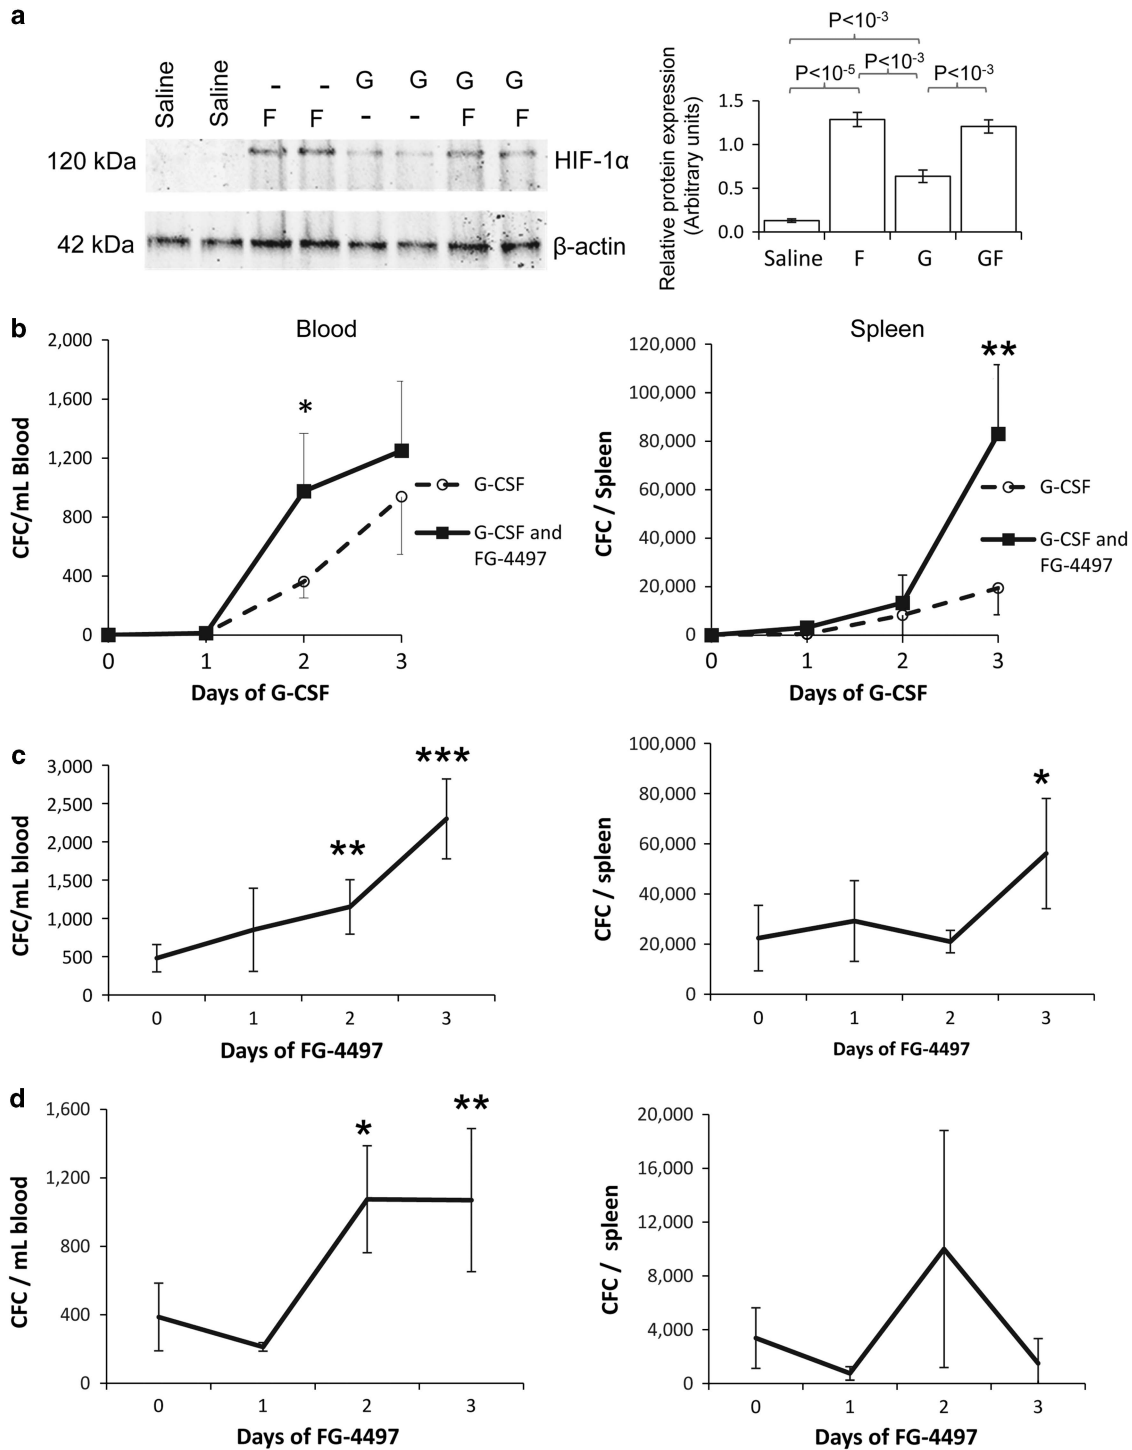 a
Saline Saline - - G G G G
F F - - F F
120 kDa HIF-1α
42 kDa β-actin
P<10-3
P<10-5 P<10-3 P<10-3
Relative protein expression
(Arbitrary units)
1.5
1.0
0.5
0.0
Saline F G GF
b
Blood
CFC/mL Blood
2,000
1,600
1,200
800
400
0
*
G-CSF
G-CSF and
FG-4497
0 1 2 3
Days of G-CSF
Spleen
CFC / Spleen
120,000
100,000
80,000
60,000
40,000
20,000
0
**
G-CSF
G-CSF and
FG-4497
0 1 2 3
Days of G-CSF
c
CFC/mL blood
3,000
2,500
2,000
1,500
1,000
500
0
**
***
0 1 2 3
Days of FG-4497
CFC / spleen
100,000
80,000
60,000
40,000
20,000
0
*
0 1 2 3
Days of FG-4497
d
CFC / mL blood
1,600
1,200
800
400
0
*
**
0 1 2 3
Days of FG-4497
CFC / spleen
20,000
16,000
12,000
8,000
4,000
0
0 1 2 3
Days of FG-4497